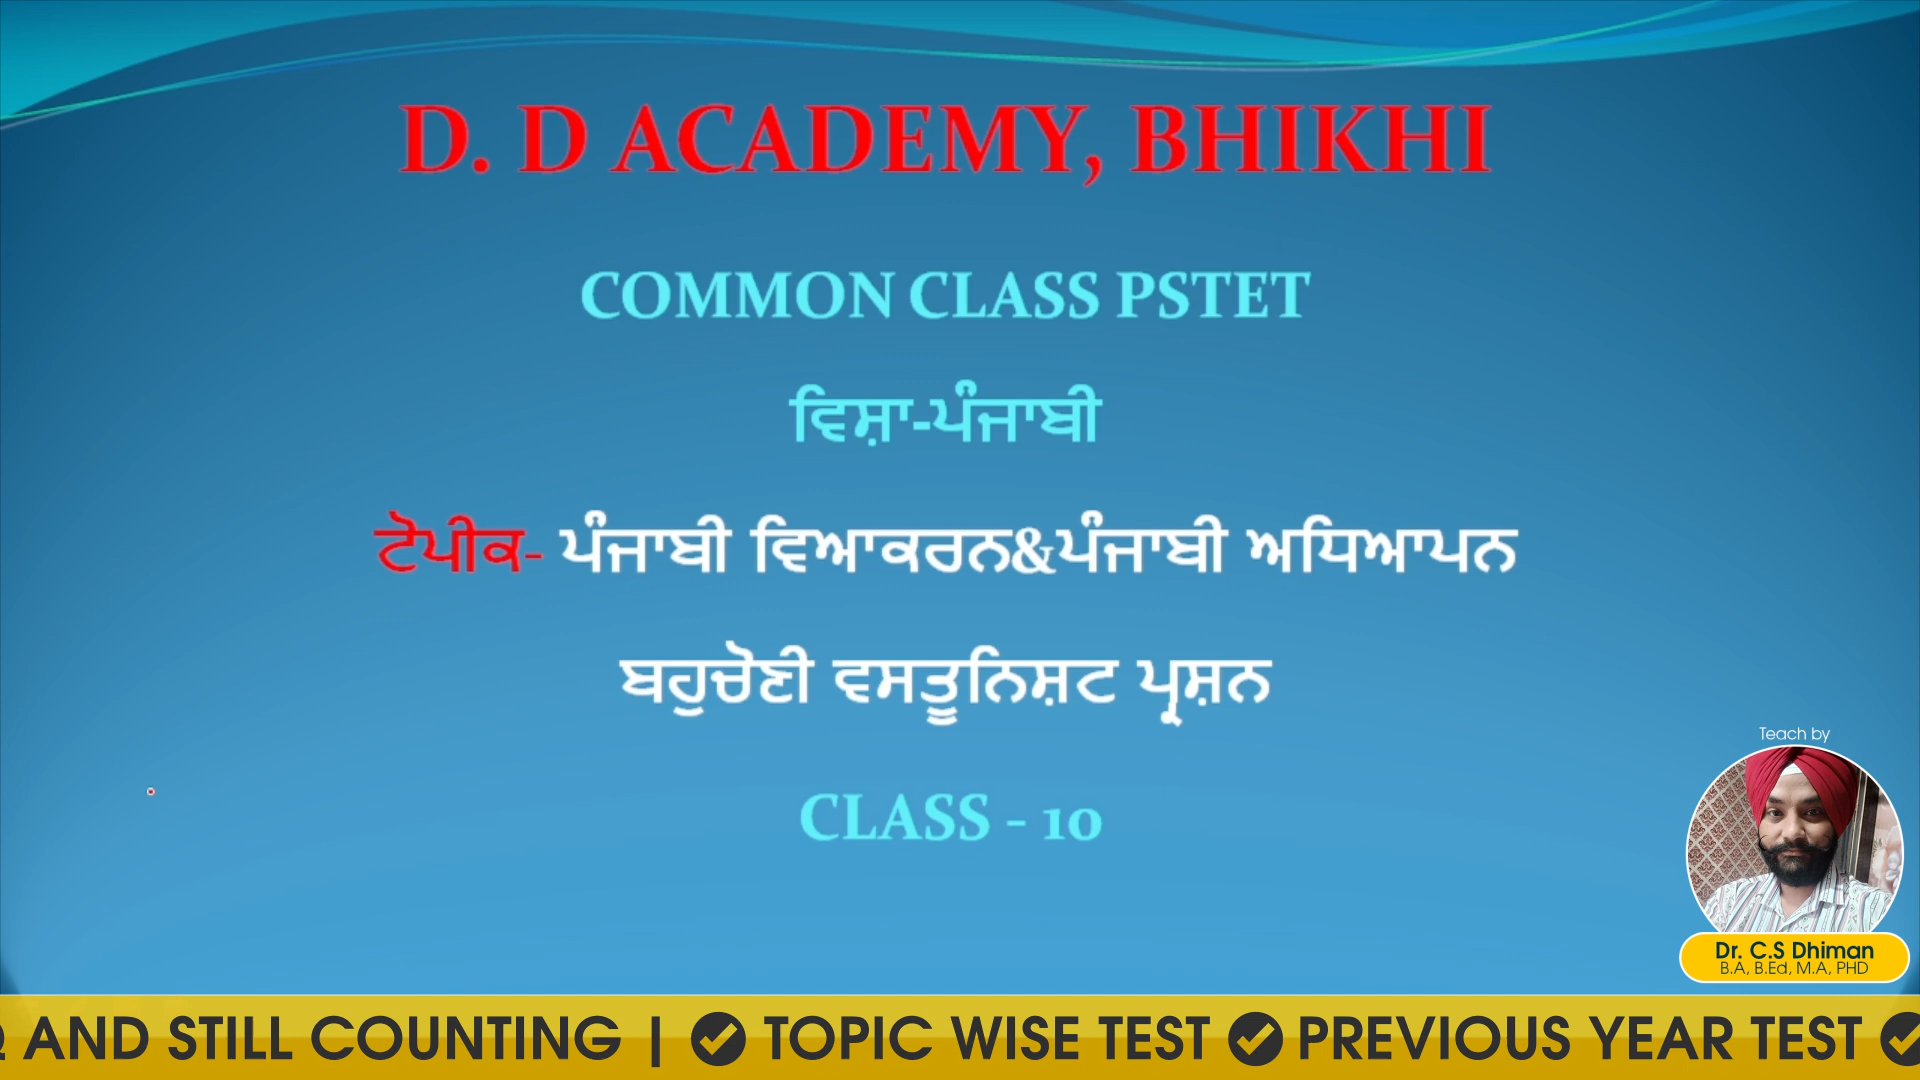 D. D ACADEMY, BHIKHI
COMMON CLASS PSTET
ਵਿਸ਼ਾ-ਪੰਜਾਬੀ
ਟੋਪੀਕ- ਪੰਜਾਬੀ ਵਿਆਕਰਨ&ਪੰਜਾਬੀ ਅਧਿਆਪਨ
ਬਹੁਚੋਣੀ ਵਸਤੂਨਿਸ਼ਟ ਪ੍ਰਸ਼ਨ
CLASS - 10
Teach by
Dr. C.S Dhiman
B.A, B.Ed, M.A, PHD
AND STILL COUNTING | TOPIC WISE TEST PREVIOUS YEAR TEST